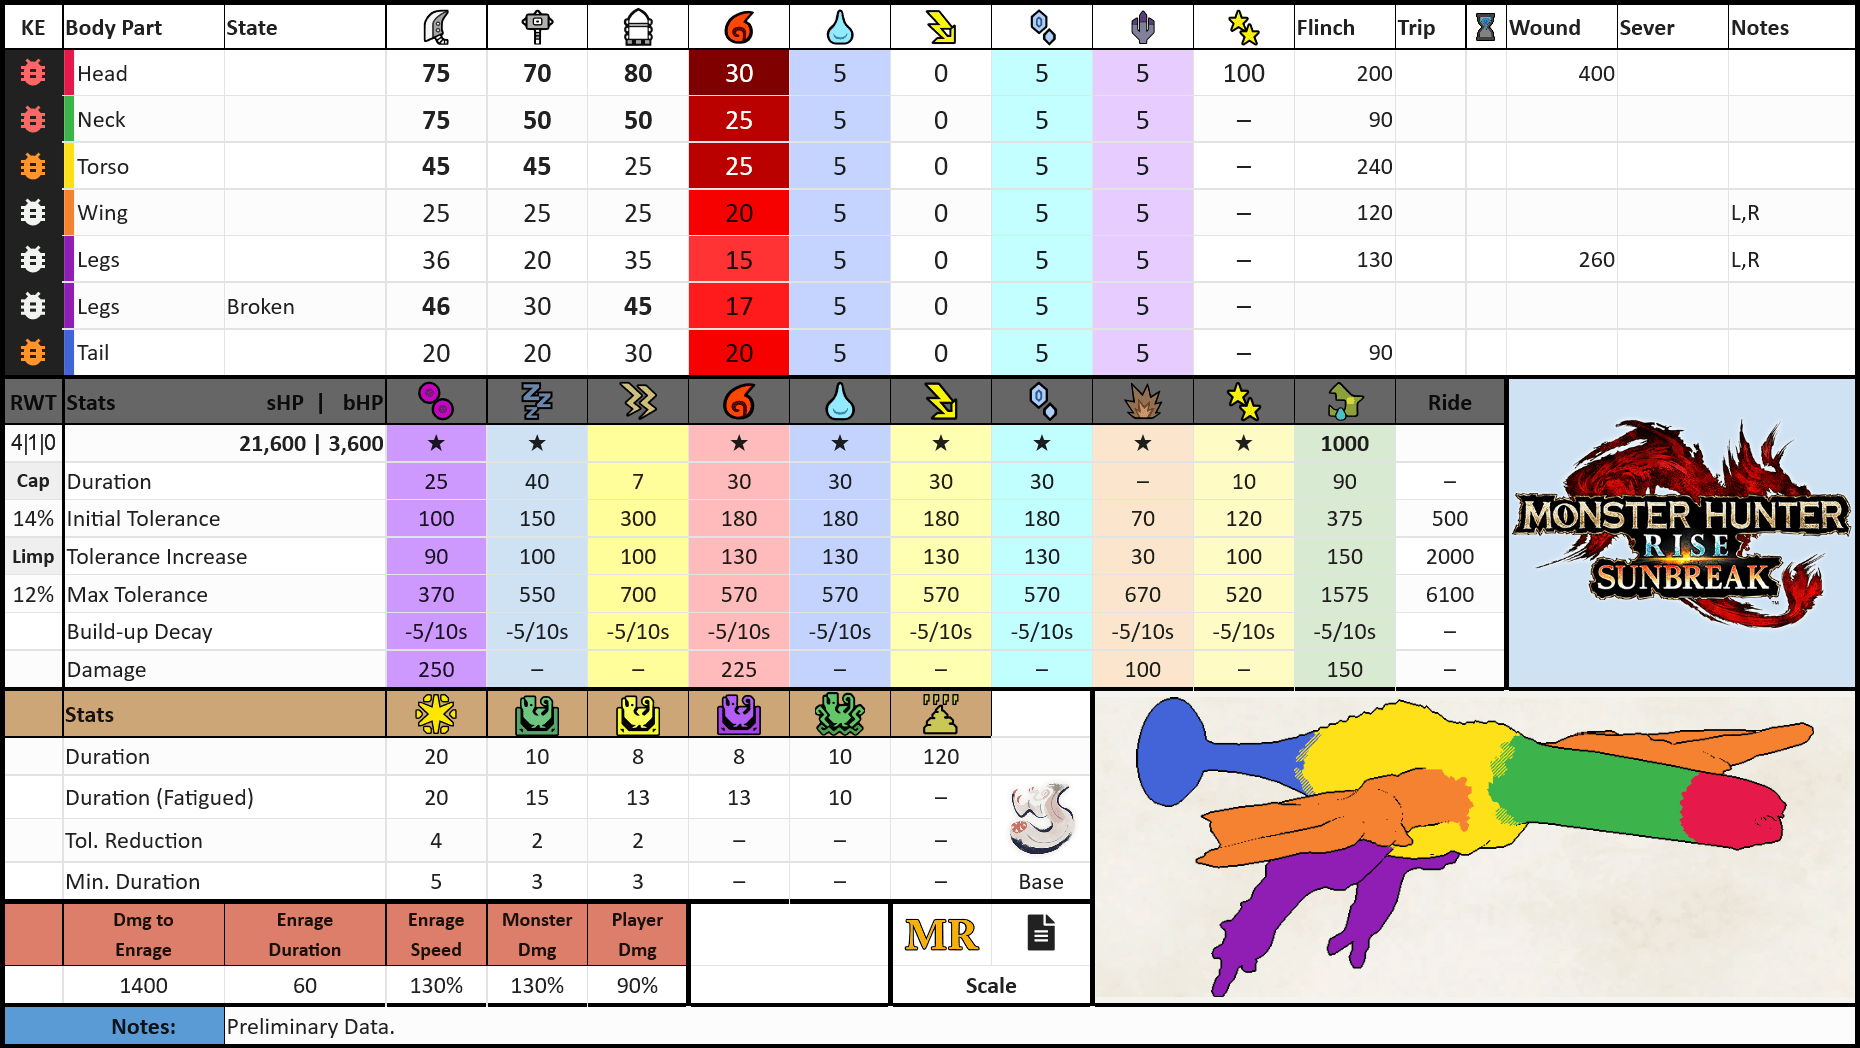 KE Body Part State Flinch Trip Wound Sever Notes
Head 75 70 80 30 5 0 5 5 100 200 400
Neck 75 50 50 25 5 0 5 5 – 90
Torso 45 45 25 25 5 0 5 5 – 240
Wing 25 25 25 20 5 0 5 5 – 120 L,R
Legs 36 20 35 15 5 0 5 5 – 130 260 L,R
Legs Broken 46 30 45 17 5 0 5 5 –
Tail 20 20 30 20 5 0 5 5 – 90
RWT Stats sHP | bHP Ride
4|1|0 21,600 | 3,600 ★ ★ ★ ★ ★ ★ ★ ★ 1000
Cap Duration 25 40 7 30 30 30 30 – 10 90 –
14% Initial Tolerance 100 150 300 180 180 180 180 70 120 375 500
Limp Tolerance Increase 90 100 100 130 130 130 130 30 100 150 2000
12% Max Tolerance 370 550 700 570 570 570 570 670 520 1575 6100
Build-up Decay -5/10s -5/10s -5/10s -5/10s -5/10s -5/10s -5/10s -5/10s -5/10s -5/10s –
Damage 250 – – 225 – – – 100 – 150 –
MONSTER HUNTER
RISE
SUNBREAK
™
Stats
Duration 20 10 8 8 10 120
Duration (Fatigued) 20 15 13 13 10 –
Tol. Reduction 4 2 2 – – –
Min. Duration 5 3 3 – – – Base
Dmg to Enrage Enrage Duration Enrage Speed Monster Dmg Player Dmg MR
1400 60 130% 130% 90% Scale
Notes: Preliminary Data.